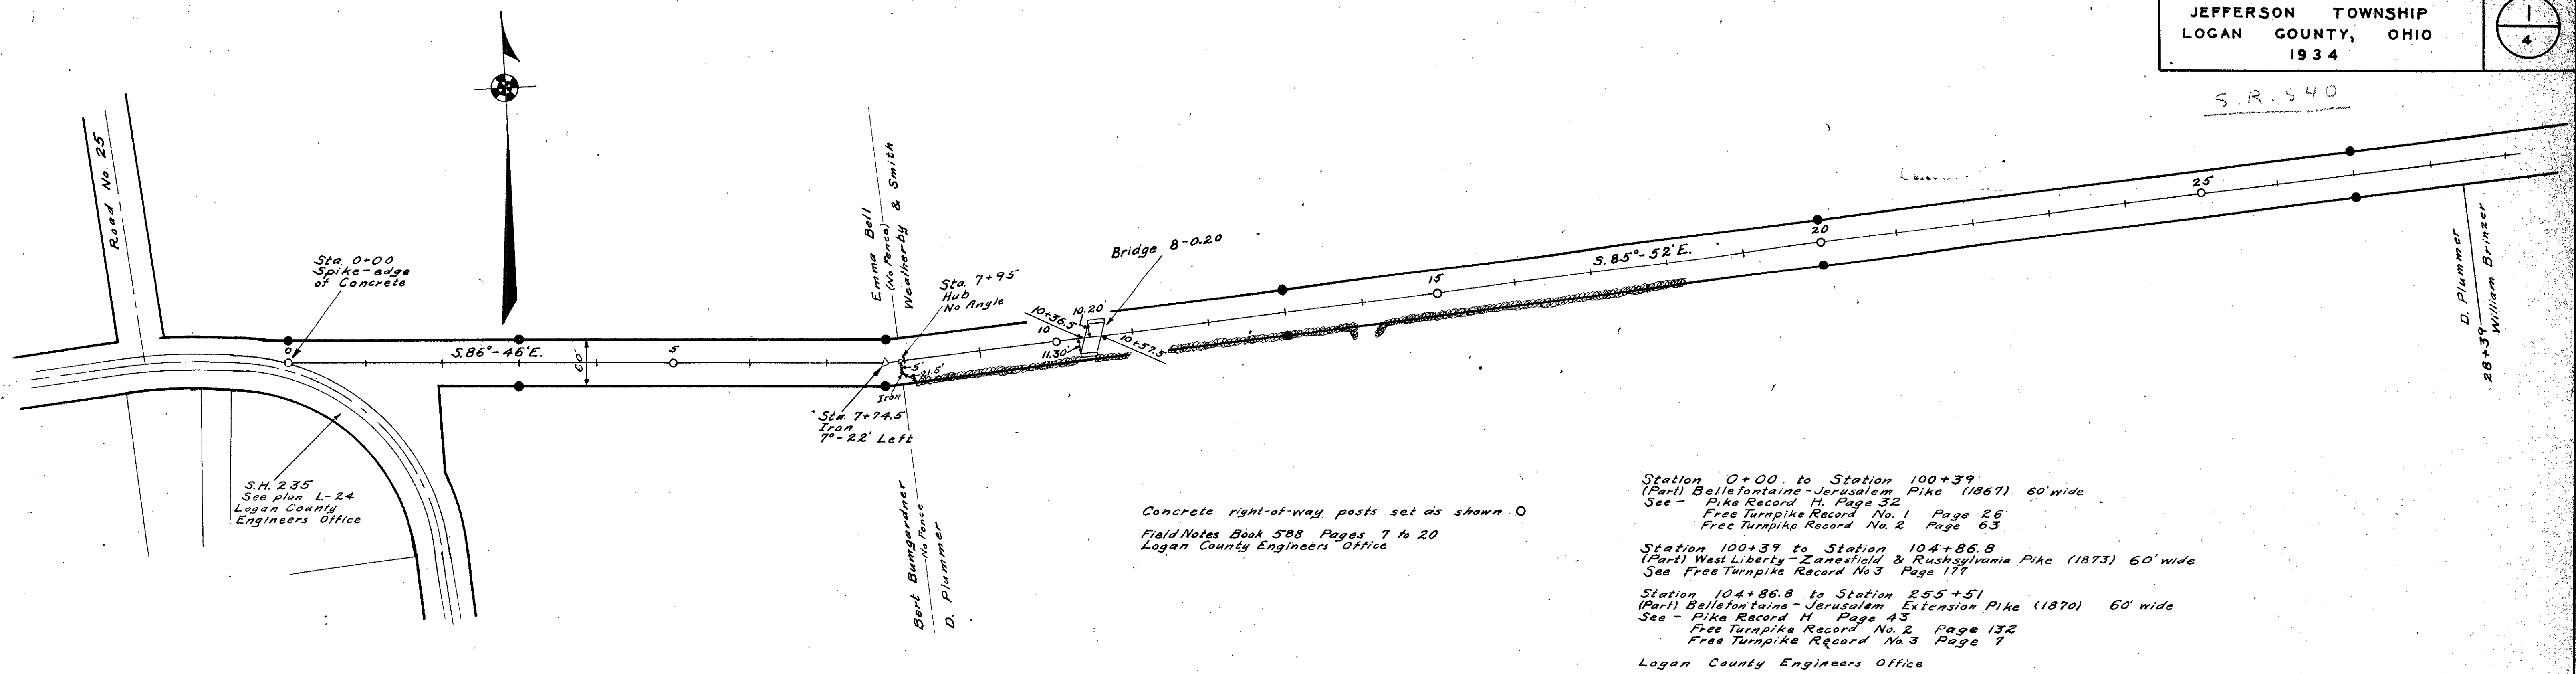 JEFFERSON TOWNSHIP
LOGAN COUNTY, OHIO
1934
1
4
S.R. 540
Road No. 25
Sta. 0+00
Spike-edge
of Concrete
0
S.86°-46'E.
5
60'
Emma Bell
(No Fence)
Weatherby & Smith
Sta. 7+95
Hub
No Angle
5'
21.5'
Iron
Sta. 7+74.5
Iron
7°-22' Left
10+36.5
10.20'
10
11.30'
10+57.3
Bridge 8-0.20
15
S.85°-52'E.
20
25
D. Plummer
28+39
William Brinzer
S.H. 235
See plan L-24
Logan County
Engineers Office
Bert Bumgardner
No Fence
D. Plummer
Concrete right-of-way posts set as shown. O
Field Notes Book 588 Pages 7 to 20
Logan County Engineers Office
Station 0+00 to Station 100+39
(Part) Bellefontaine-Jerusalem Pike (1867) 60' wide
See - Pike Record H. Page 32
Free Turnpike Record No. 1 Page 26
Free Turnpike Record No. 2 Page 63
Station 100+39 to Station 104+86.8
(Part) West Liberty-Zanesfield & Rushsylvania Pike (1873) 60' wide
See Free Turnpike Record No 3 Page 177
Station 104+86.8 to Station 255+51
(Part) Bellefontaine-Jerusalem Extension Pike (1870) 60' wide
See - Pike Record H Page 43
Free Turnpike Record No. 2 Page 132
Free Turnpike Record No. 3 Page 7
Logan County Engineers Office